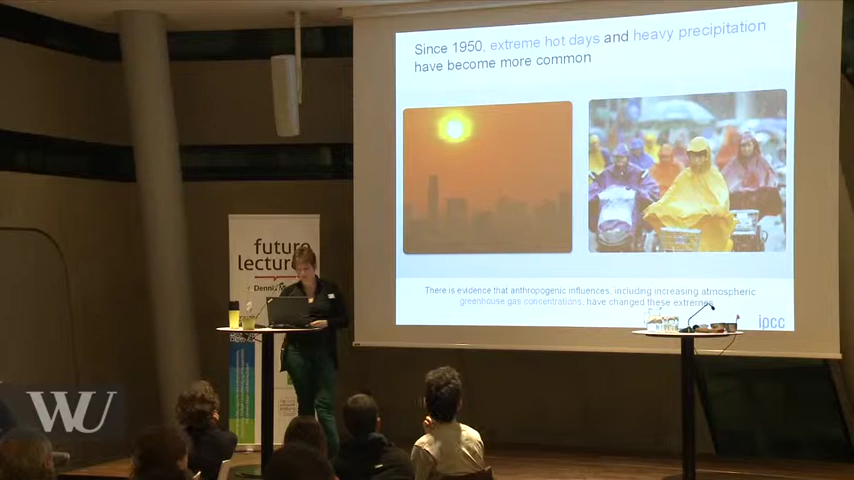 Since 1950, extreme hot days and heavy precipitation
have become more common
There is evidence that anthropogenic influences, including increasing atmospheric
greenhouse gas concentrations, have changed these extremes
ipcc
future
lecture
Denni
WU